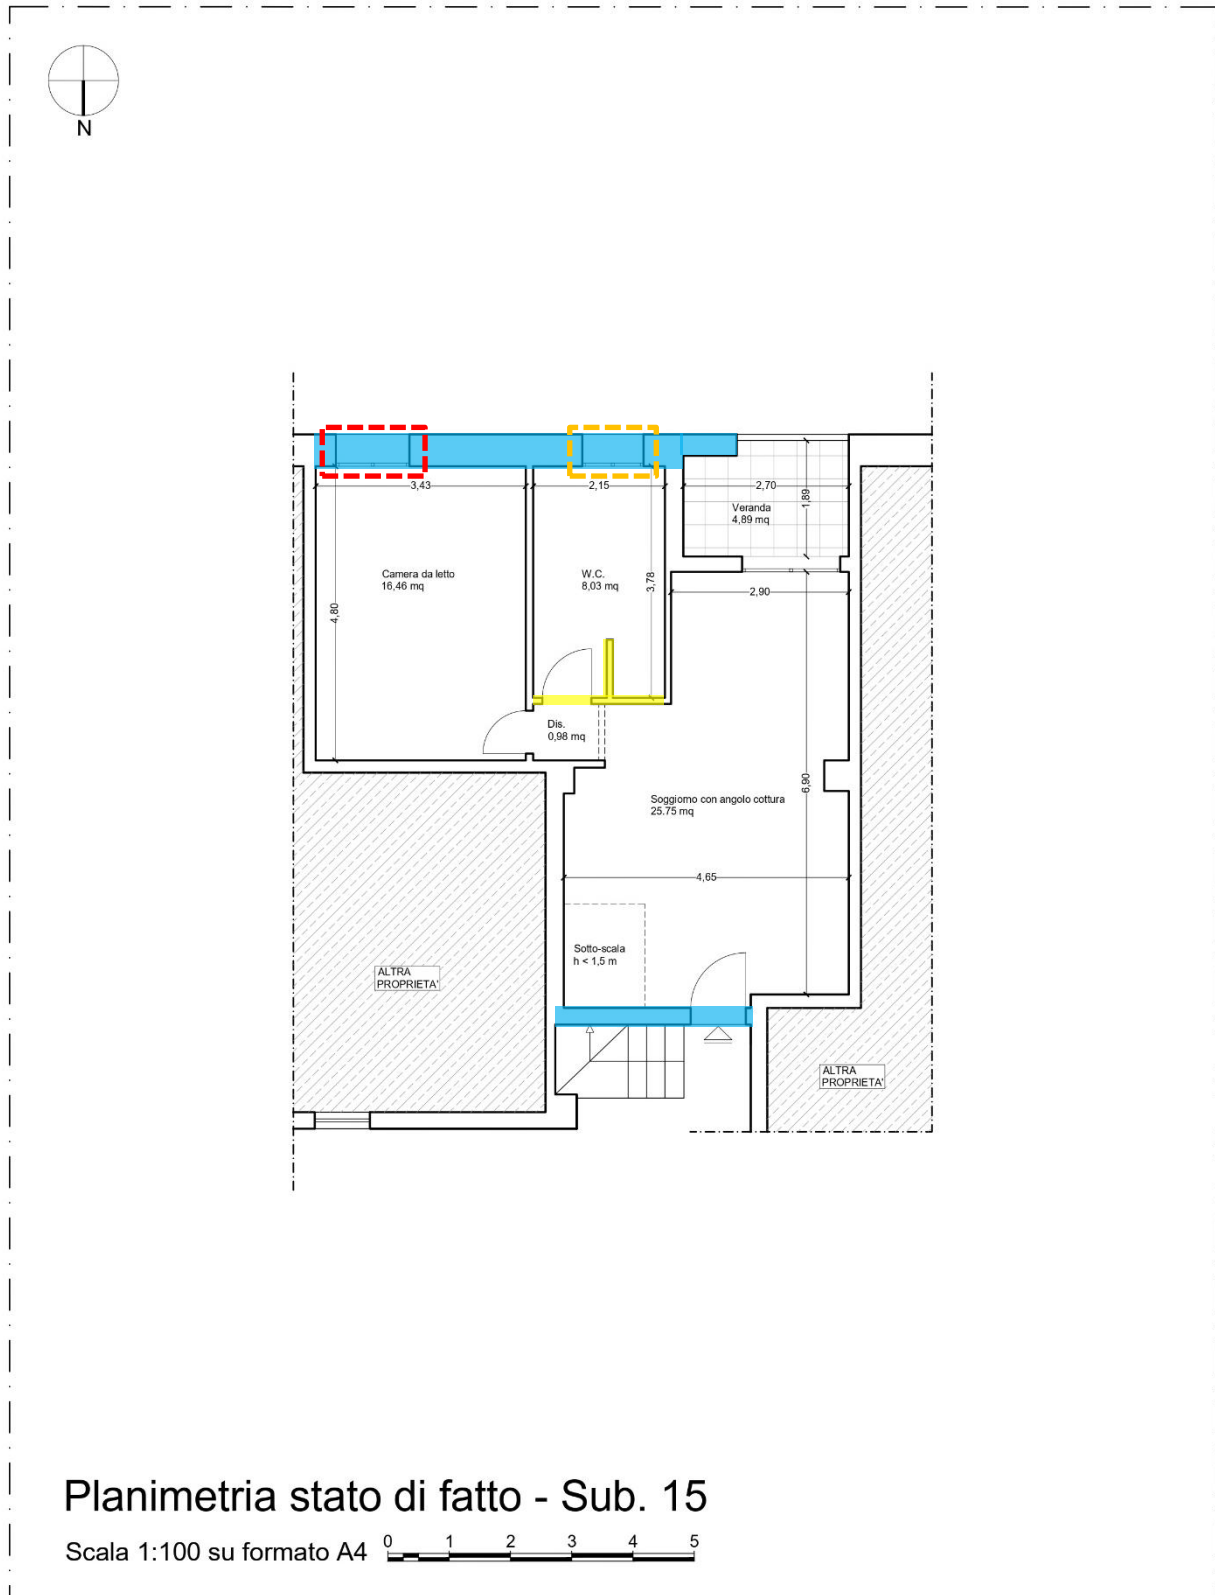 N
3,43
2,15
2,70
1,89
Veranda
4,89 mq
Camera da letto
16,46 mq
W.C.
8,03 mq
3,78
2,90
4,80
Dis.
0,98 mq
6,90
Soggiorno con angolo cottura
25.75 mq
4,65
Sotto-scala
h < 1,5 m
ALTRA
PROPRIETA'
ALTRA
PROPRIETA'
Planimetria stato di fatto - Sub. 15
Scala 1:100 su formato A4 0 1 2 3 4 5